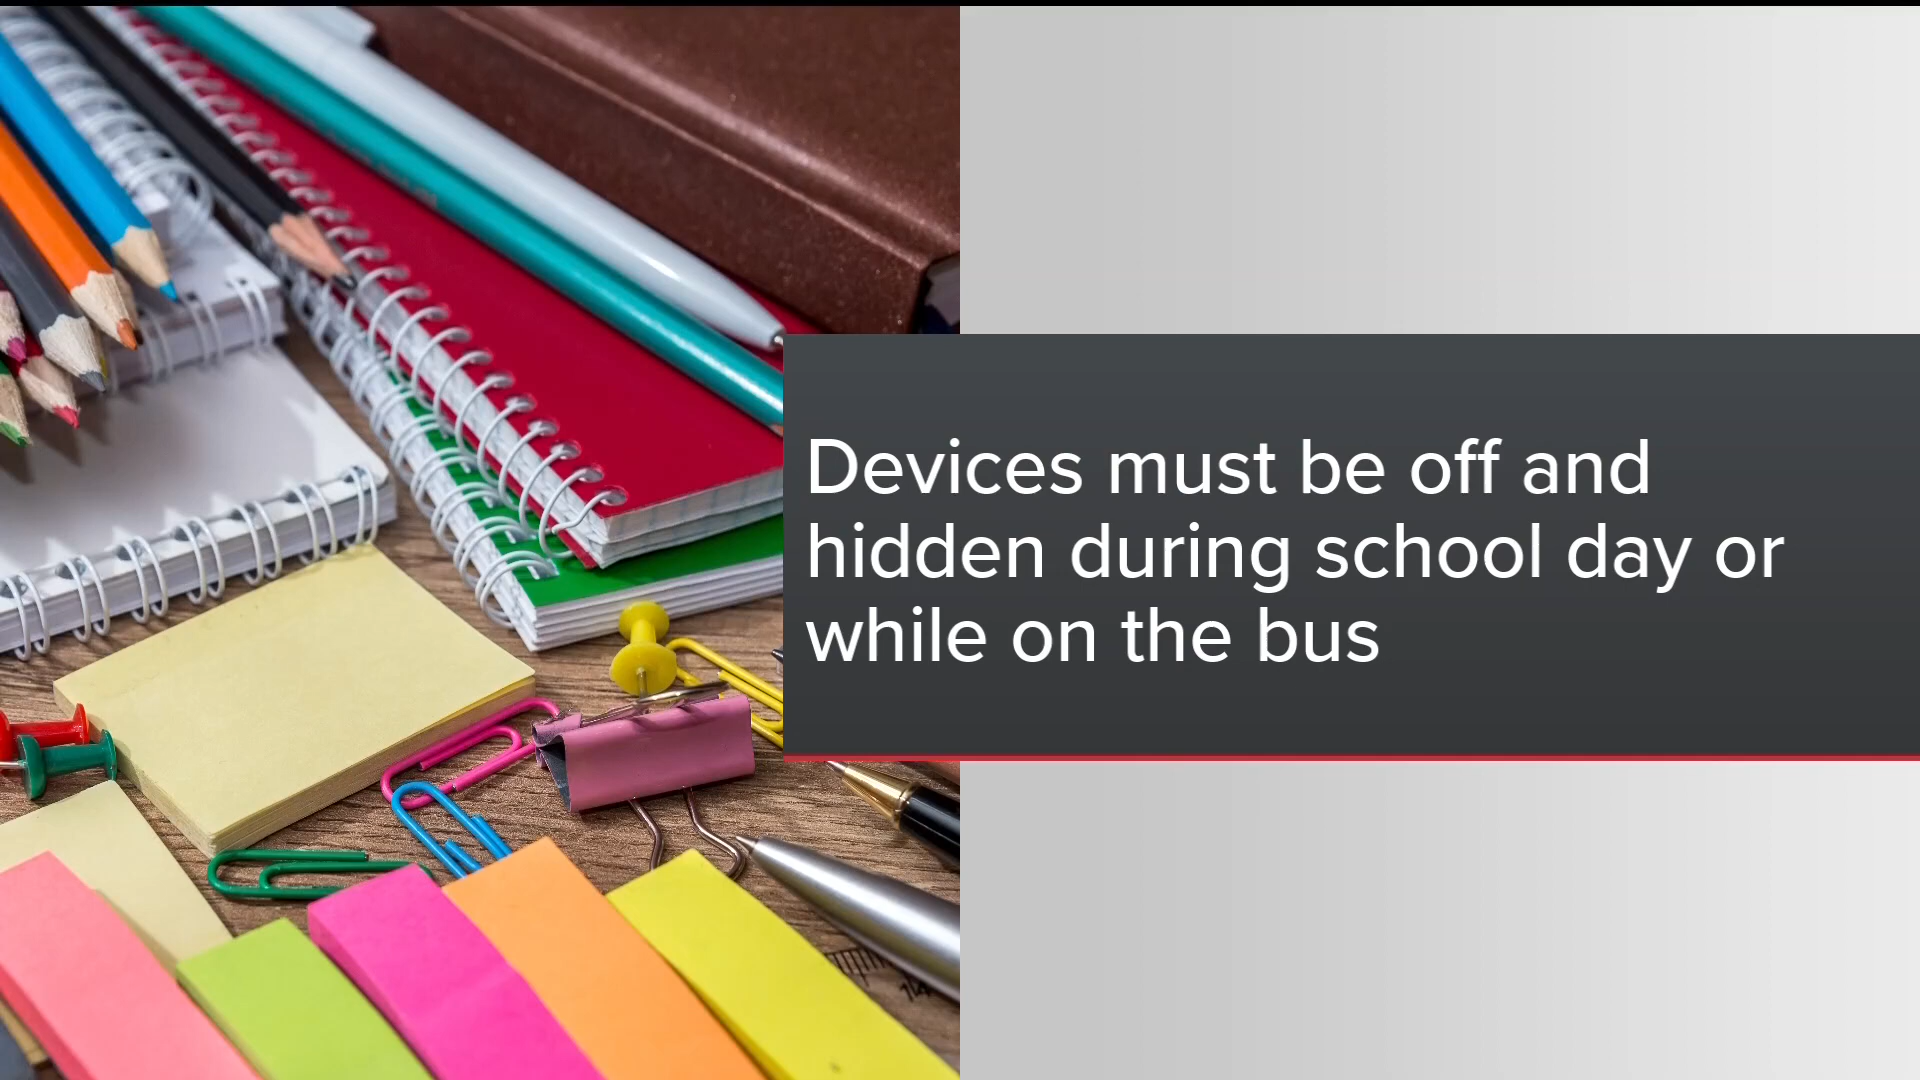 Devices must be off and
hidden during school day or
while on the bus